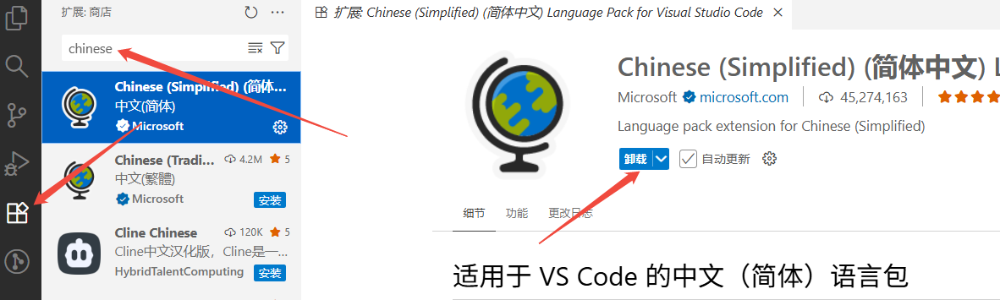 扩展: 商店
chinese
Chinese (Simplified) (简体...
中文(简体)
Microsoft
Chinese (Tradi... 4.2M 5
中文(繁體)
Microsoft 安装
Cline Chinese 120K 5
Cline中文汉化版，Cline是一...
HybridTalentComputing 安装
扩展: Chinese (Simplified) (简体中文) Language Pack for Visual Studio Code
Chinese (Simplified) (简体中文) L
Microsoft microsoft.com 45,274,163
Language pack extension for Chinese (Simplified)
卸载 自动更新
细节 功能 更改日志
适用于 VS Code 的中文（简体）语言包